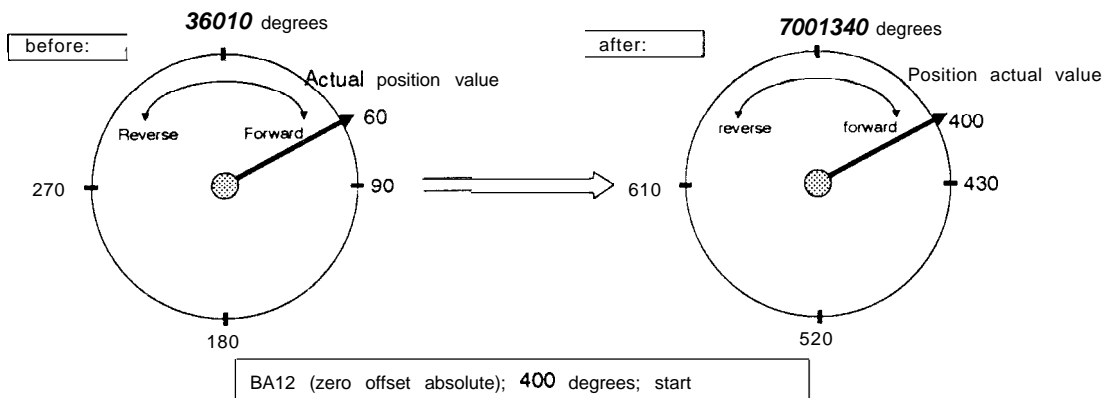 36010 degrees
before:
Actual position value
Reverse
Forward
60
270
90
180
7001340 degrees
after:
Position actual value
reverse
forward
400
610
430
520
BA12 (zero offset absolute); 400 degrees; start